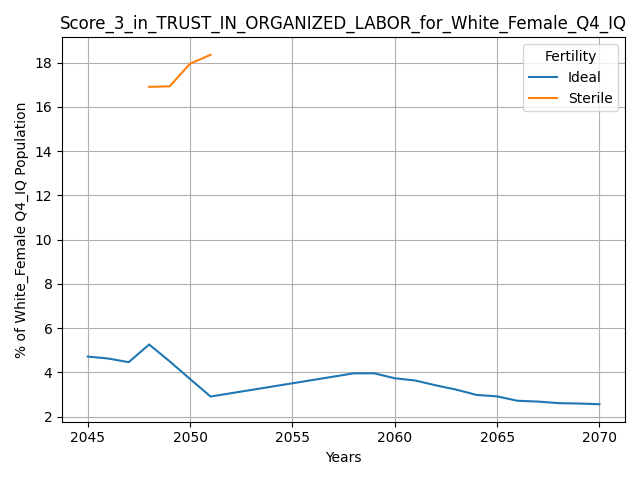 Score_3_in_TRUST_IN_ORGANIZED_LABOR_for_White_Female_Q4_IQ
Fertility
Ideal
Sterile
% of White_Female Q4_IQ Population
18
16
14
12
10
8
6
4
2
2045 2050 2055 2060 2065 2070
Years